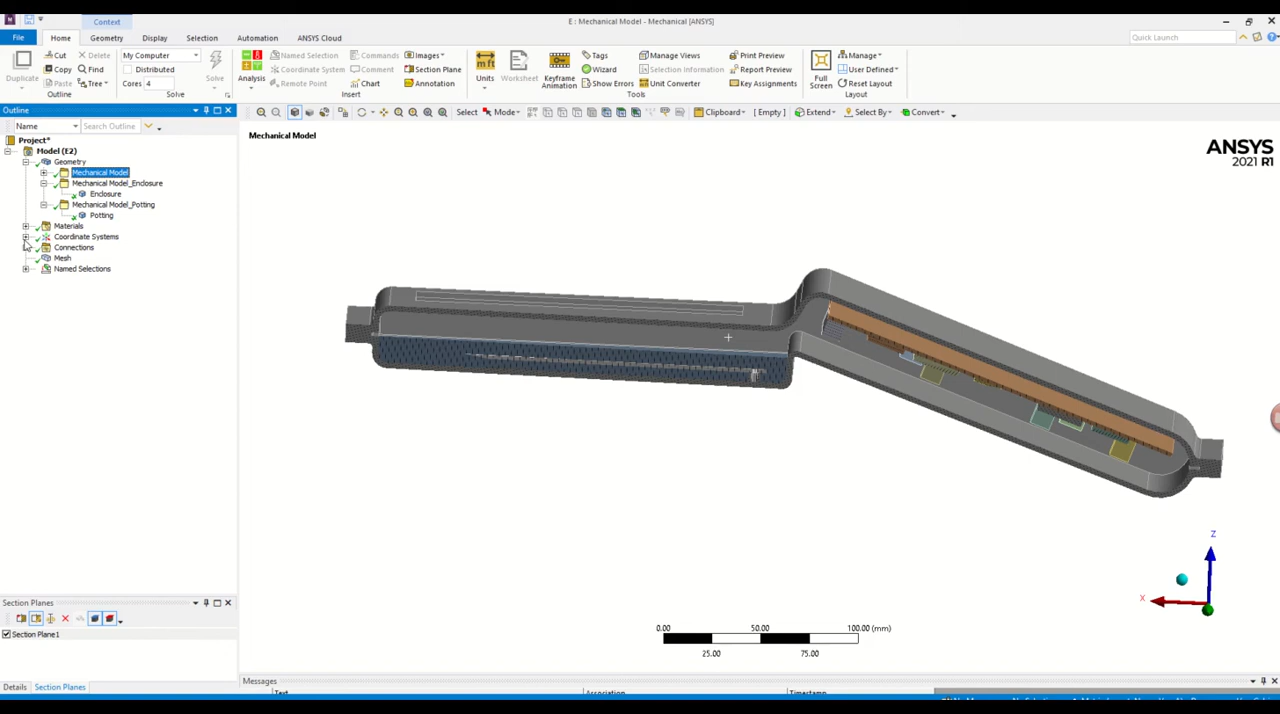 Context
E : Mechanical Model - Mechanical [ANSYS]
File Home Geometry Display Selection Automation ANSYS Cloud
Quick Launch
Duplicate
Cut Delete
Copy Find
Paste Tree
Outline
My Computer
Distributed
Cores 4
Solve
Solve
Analysis
Named Selection Commands Images
Coordinate System Comment Section Plane
Remote Point Chart Annotation
Insert
Units Worksheet Keyframe Animation
Tags Manage Views Print Preview
Wizard Selection Information Report Preview
Show Errors Unit Converter Key Assignments
Tools
Full Screen
Manage
User Defined
Reset Layout
Layout
Outline
Name Search Outline
Select Mode Clipboard [ Empty ] Extend Select By Convert
Project*
Model (E2)
Geometry
Mechanical Model
Mechanical Model_Enclosure
Enclosure
Mechanical Model_Potting
Potting
Materials
Coordinate Systems
Connections
Mesh
Named Selections
Mechanical Model
ANSYS
2021 R1
Z
X
0.00 50.00 100.00 (mm)
25.00 75.00
Section Planes
Section Plane1
Details Section Planes
Messages
Text Association Timestamp